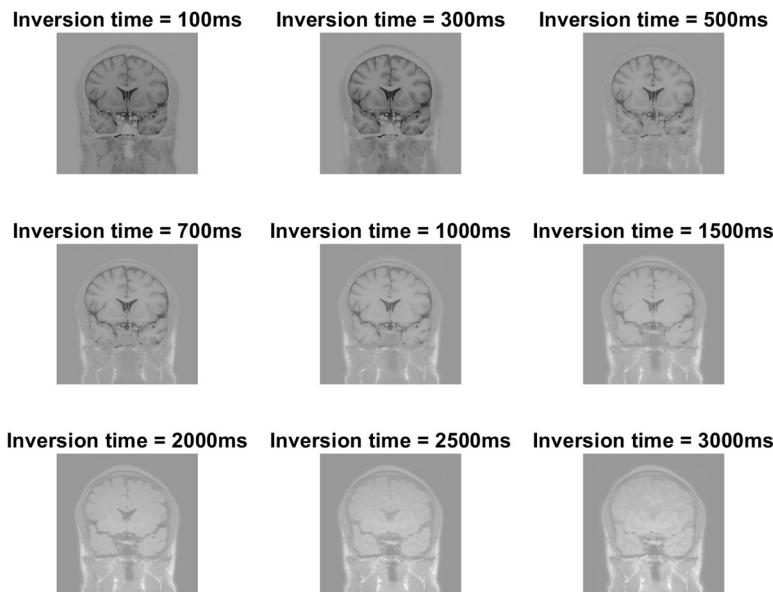 Inversion time = 100ms
Inversion time = 300ms
Inversion time = 500ms
Inversion time = 700ms
Inversion time = 1000ms
Inversion time = 1500ms
Inversion time = 2000ms
Inversion time = 2500ms
Inversion time = 3000ms